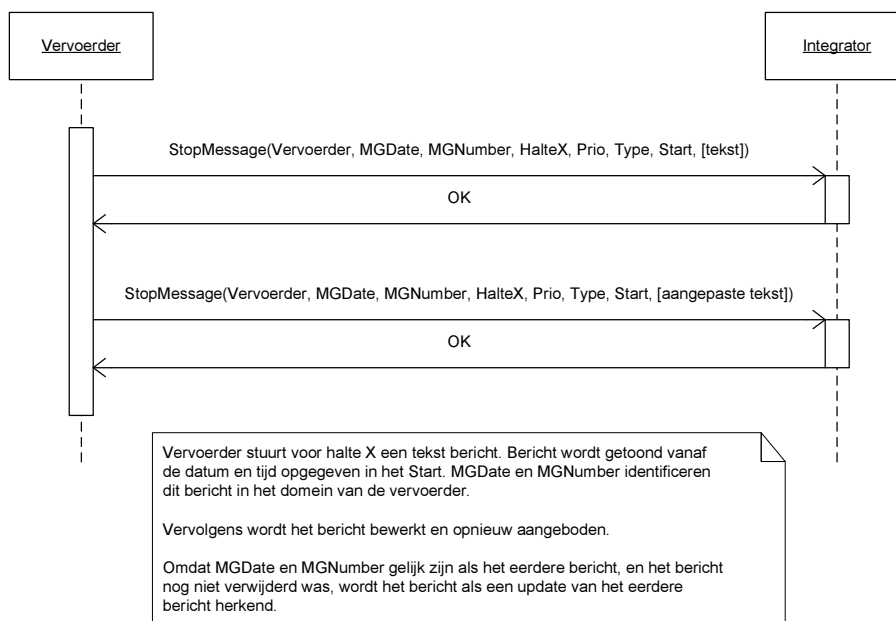 Vervoerder
Integrator
StopMessage(Vervoerder, MGDate, MGNumber, HalteX, Prio, Type, Start, [tekst])
OK
StopMessage(Vervoerder, MGDate, MGNumber, HalteX, Prio, Type, Start, [aangepaste tekst])
OK
Vervoerder stuurt voor halte X een tekst bericht. Bericht wordt getoond vanaf
de datum en tijd opgegeven in het Start. MGDate en MGNumber identificeren
dit bericht in het domein van de vervoerder.
Vervolgens wordt het bericht bewerkt en opnieuw aangeboden.
Omdat MGDate en MGNumber gelijk zijn als het eerdere bericht, en het bericht
nog niet verwijderd was, wordt het bericht als een update van het eerdere
bericht herkend.